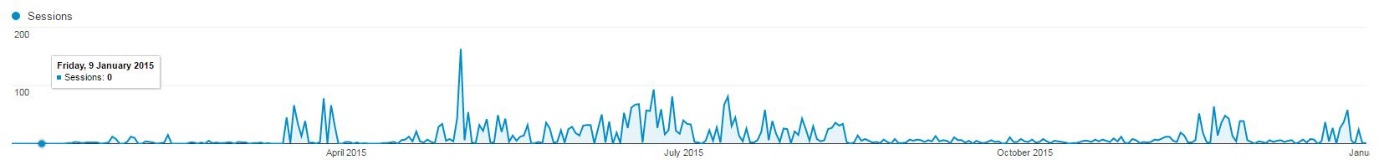 Sessions
200
Friday, 9 January 2015
Sessions: 0
100
April 2015
July 2015
October 2015
Janu